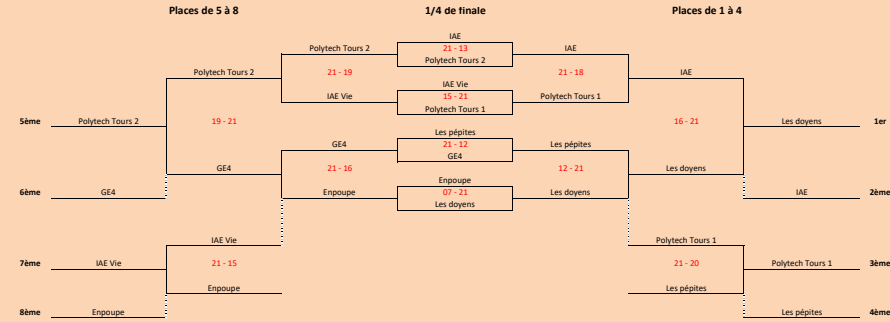 Places de 5 à 8 1/4 de finale Places de 1 à 4
IAE
Polytech Tours 2 21 - 13 IAE
Polytech Tours 2
Polytech Tours 2 21 - 19 21 - 18 IAE
IAE Vie
IAE Vie 15 - 21 Polytech Tours 1
Polytech Tours 1
5ème Polytech Tours 2 19 - 21 16 - 21 Les doyens 1er
Les pépites
GE4 21 - 12 Les pépites
GE4
GE4 21 - 16 12 - 21 Les doyens
Enpoupe
6ème GE4 Enpoupe 07 - 21 Les doyens IAE 2ème
Les doyens
IAE Vie Polytech Tours 1
7ème IAE Vie 21 - 15 21 - 20 Polytech Tours 1 3ème
Enpoupe Les pépites
8ème Enpoupe Les pépites 4ème